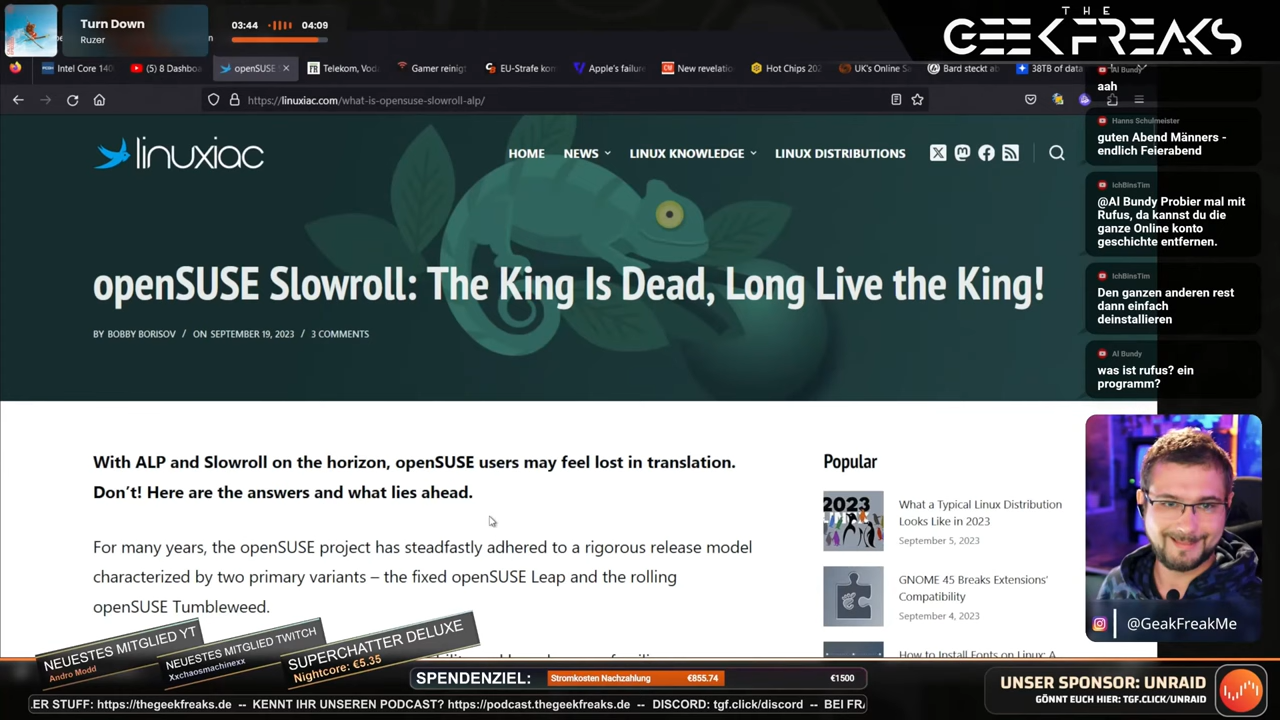 Turn Down
Ruzer
03:44
04:09
THE
GEEKFREAKS
Intel Core 140
(5) 8 Dashbo
openSUSE
Telekom, Vod
Gamer reinigt
EU-Strafe kom
Apple's failure
New revelatio
Hot Chips 202
UK's Online Sa
Bard steckt ab
38TB of data
https://linuxiac.com/what-is-opensuse-slowroll-alp/
linuxiac
HOME
NEWS
LINUX KNOWLEDGE
LINUX DISTRIBUTIONS
openSUSE Slowroll: The King Is Dead, Long Live the King!
BY BOBBY BORISOV / ON SEPTEMBER 19, 2023 / 3 COMMENTS
With ALP and Slowroll on the horizon, openSUSE users may feel lost in translation.
Don't! Here are the answers and what lies ahead.
For many years, the openSUSE project has steadfastly adhered to a rigorous release model
characterized by two primary variants – the fixed openSUSE Leap and the rolling
openSUSE Tumbleweed.
Popular
2023
What a Typical Linux Distribution
Looks Like in 2023
September 5, 2023
GNOME 45 Breaks Extensions'
Compatibility
September 4, 2023
How to Install Fonts on Linux: A
Al Bundy
aah
Hanns Schulmeister
guten Abend Männers -
endlich Feierabend
IchBInsTim
@Al Bundy Probier mal mit
Rufus, da kannst du die
ganze Online konto
geschichte entfernen.
IchBInsTim
Den ganzen anderen rest
dann einfach
deinstallieren
Al Bundy
was ist rufus? ein
programm?
@GeakFreakMe
NEUESTES MITGLIED YT
Andro Modd
NEUESTES MITGLIED TWITCH
Xxchaosmachinexx
SUPERCHATTER DELUXE
Nightcore: €5.35
SPENDENZIEL:
Stromkosten Nachzahlung
€855.74
€1500
UNSER SPONSOR: UNRAID
GÖNNT EUCH HIER: TGF.CLICK/UNRAID
.ER STUFF: https://thegeekfreaks.de -- KENNT IHR UNSEREN PODCAST? https://podcast.thegeekfreaks.de -- DISCORD: tgf.click/discord -- BEI FRA